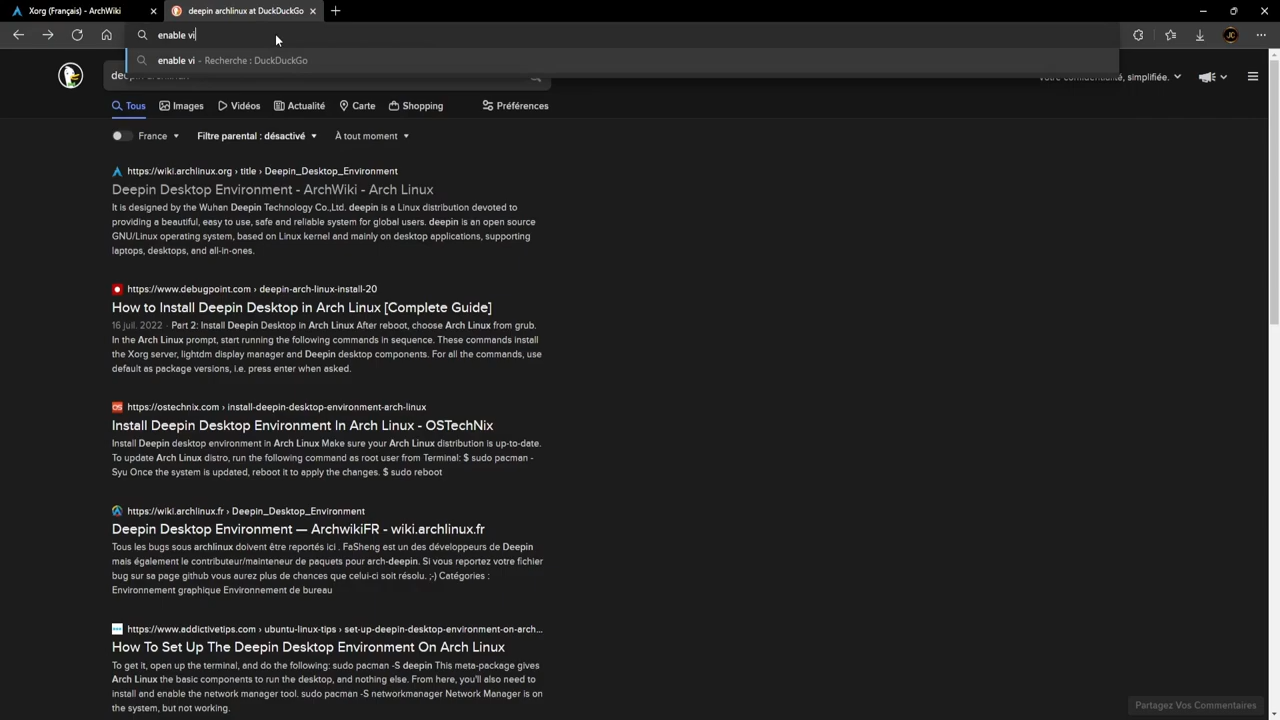 Xorg (Français) - ArchWiki
deepin archlinux at DuckDuckGo
enable vi
JC
enable vi - Recherche : DuckDuckGo
Votre confidentialité, simplifiée.
Tous
Images
Vidéos
Actualité
Carte
Shopping
Préférences
France
Filtre parental : désactivé
À tout moment
https://wiki.archlinux.org › title › Deepin_Desktop_Environment
Deepin Desktop Environment - ArchWiki - Arch Linux
It is designed by the Wuhan Deepin Technology Co,Ltd. deepin is a Linux distribution devoted to
providing a beautiful, easy to use, safe and reliable system for global users. deepin is an open source
GNU/Linux operating system, based on Linux kernel and mainly on desktop applications, supporting
laptops, desktops, and all-in-ones.
https://www.debugpoint.com › deepin-arch-linux-install-20
How to Install Deepin Desktop in Arch Linux [Complete Guide]
16 juil. 2022 · Part 2: Install Deepin Desktop in Arch Linux After reboot, choose Arch Linux from grub.
In the Arch Linux prompt, start running the following commands in sequence. These commands install
the Xorg server, lightdm display manager and Deepin desktop components. For all the commands, use
default as package versions, i.e. press enter when asked.
https://ostechnix.com › install-deepin-desktop-environment-arch-linux
Install Deepin Desktop Environment In Arch Linux - OSTechNix
Install Deepin desktop environment in Arch Linux Make sure your Arch Linux distribution is up-to-date.
To update Arch Linux distro, run the following command as root user from Terminal: $ sudo pacman -
Syu Once the system is updated, reboot it to apply the changes. $ sudo reboot
https://wiki.archlinux.fr › Deepin_Desktop_Environment
Deepin Desktop Environment — ArchwikiFR - wiki.archlinux.fr
Tous les bugs sous archlinux doivent être reportés ici . FaSheng est un des développeurs de Deepin
mais également le contributeur/mainteneur de paquets pour arch-deepin. Si vous reportez votre fichier
bug sur sa page github vous aurez plus de chances que celui-ci soit résolu. ;-) Catégories :
Environnement graphique Environnement de bureau
https://www.addictivetips.com › ubuntu-linux-tips › set-up-deepin-desktop-environment-on-arch...
How To Set Up The Deepin Desktop Environment On Arch Linux
To get it, open up the terminal, and do the following: sudo pacman -S deepin This meta-package gives
Arch Linux the basic components to run the desktop, and nothing else. From here, you'll also need to
install and enable the network manager tool. sudo pacman -S networkmanager Network Manager is on
the system, but not working.
Partagez Vos Commentaires